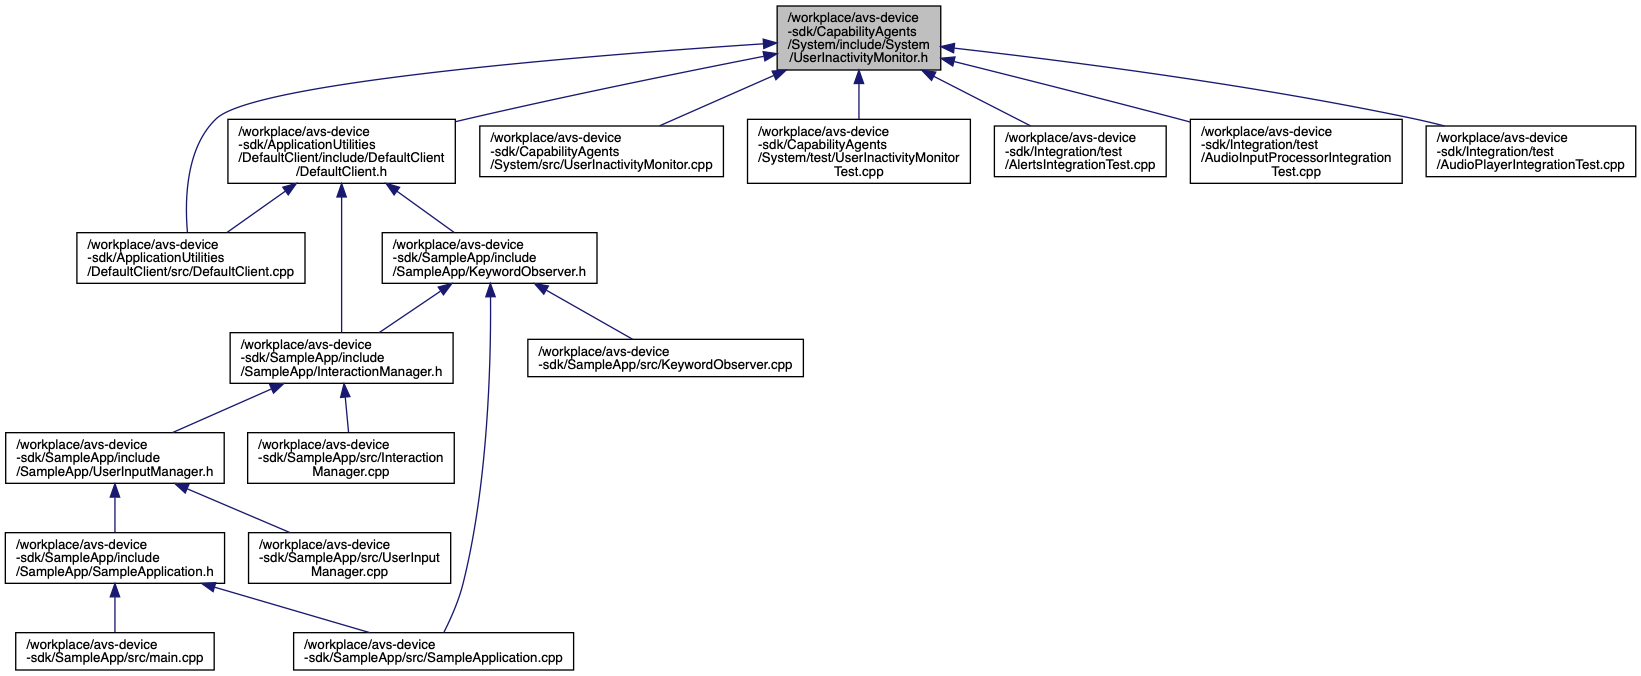 /workplace/avs-device
-sdk/CapabilityAgents
/System/include/System
/UserInactivityMonitor.h
/workplace/avs-device
-sdk/ApplicationUtilities
/DefaultClient/include/DefaultClient
/DefaultClient.h
/workplace/avs-device
-sdk/CapabilityAgents
/System/src/UserInactivityMonitor.cpp
/workplace/avs-device
-sdk/CapabilityAgents
/System/test/UserInactivityMonitor
Test.cpp
/workplace/avs-device
-sdk/Integration/test
/AlertsIntegrationTest.cpp
/workplace/avs-device
-sdk/Integration/test
/AudioInputProcessorIntegration
Test.cpp
/workplace/avs-device
-sdk/Integration/test
/AudioPlayerIntegrationTest.cpp
/workplace/avs-device
-sdk/ApplicationUtilities
/DefaultClient/src/DefaultClient.cpp
/workplace/avs-device
-sdk/SampleApp/include
/SampleApp/KeywordObserver.h
/workplace/avs-device
-sdk/SampleApp/include
/SampleApp/InteractionManager.h
/workplace/avs-device
-sdk/SampleApp/src/KeywordObserver.cpp
/workplace/avs-device
-sdk/SampleApp/include
/SampleApp/UserInputManager.h
/workplace/avs-device
-sdk/SampleApp/src/Interaction
Manager.cpp
/workplace/avs-device
-sdk/SampleApp/include
/SampleApp/SampleApplication.h
/workplace/avs-device
-sdk/SampleApp/src/UserInput
Manager.cpp
/workplace/avs-device
-sdk/SampleApp/src/main.cpp
/workplace/avs-device
-sdk/SampleApp/src/SampleApplication.cpp